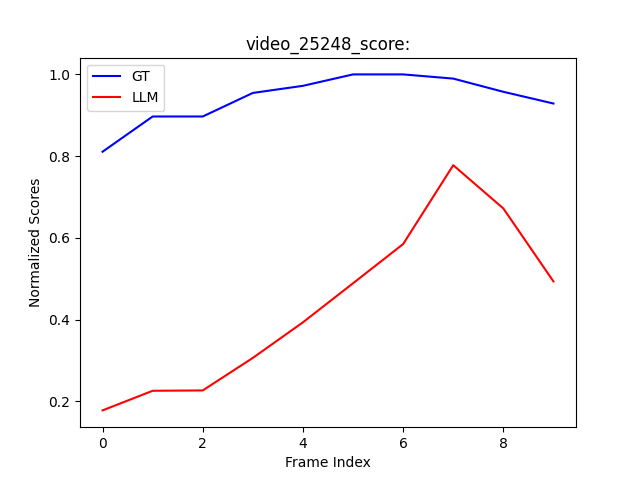 video_25248_score:
GT
LLM
Normalized Scores
1.0
0.8
0.6
0.4
0.2
0 2 4 6 8
Frame Index